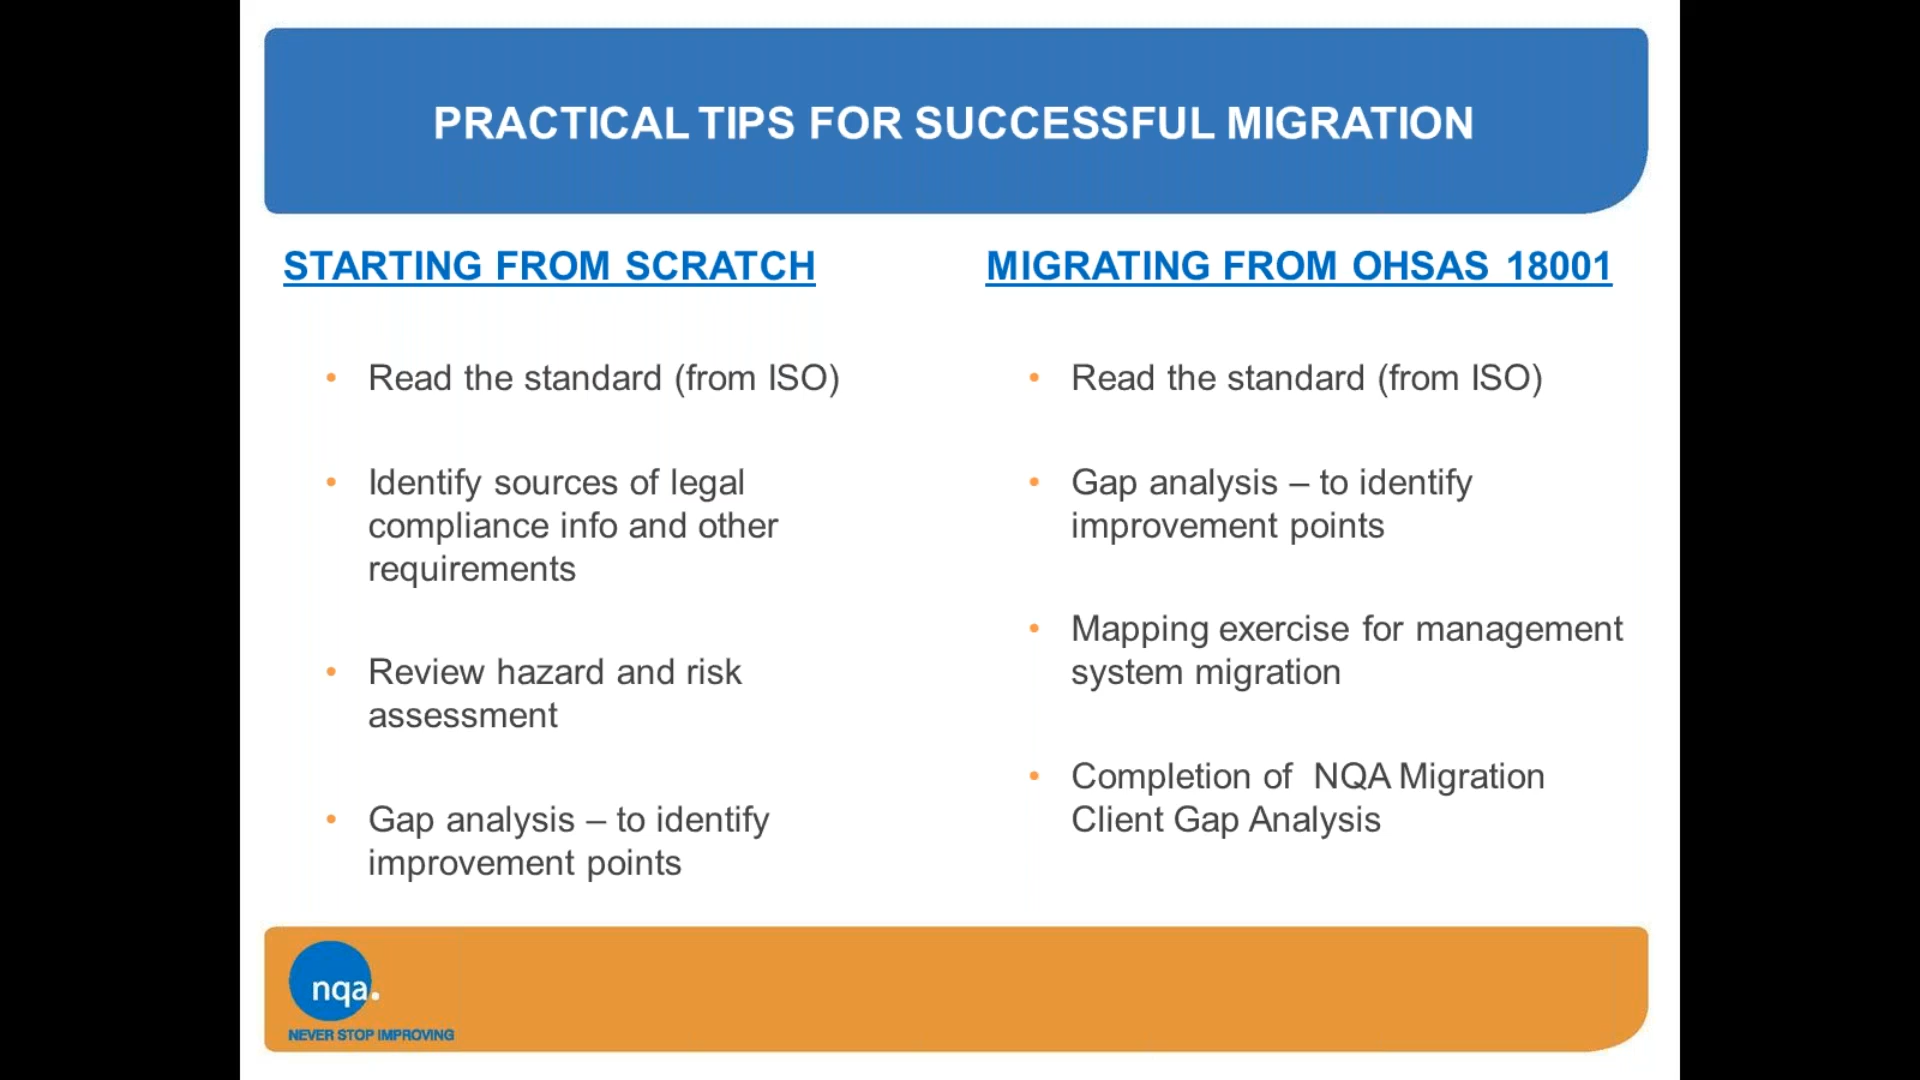 PRACTICAL TIPS FOR SUCCESSFUL MIGRATION
STARTING FROM SCRATCH
• Read the standard (from ISO)
• Identify sources of legal
compliance info and other
requirements
• Review hazard and risk
assessment
• Gap analysis – to identify
improvement points
MIGRATING FROM OHSAS 18001
• Read the standard (from ISO)
• Gap analysis – to identify
improvement points
• Mapping exercise for management
system migration
• Completion of  NQA Migration
Client Gap Analysis
nqa.
NEVER STOP IMPROVING